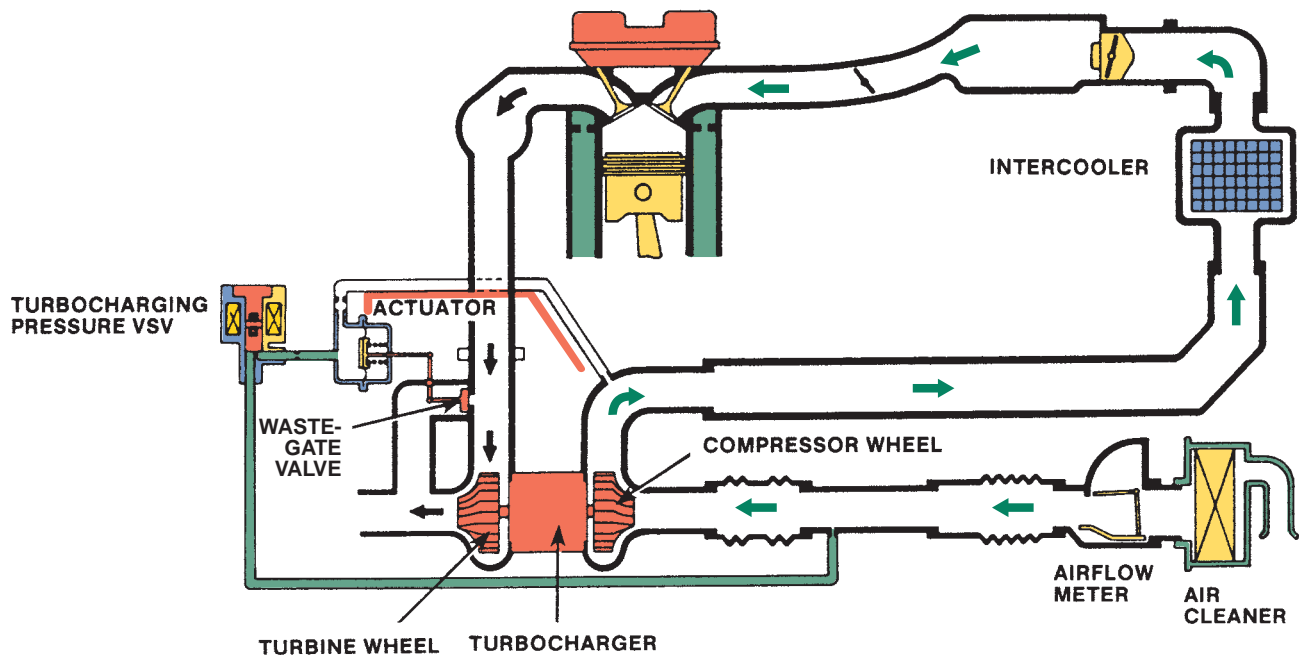 INTERCOOLER
TURBOCHARGING
PRESSURE VSV
ACTUATOR
WASTE-
GATE
VALVE
COMPRESSOR WHEEL
AIRFLOW
METER
AIR
CLEANER
TURBINE WHEEL
TURBOCHARGER